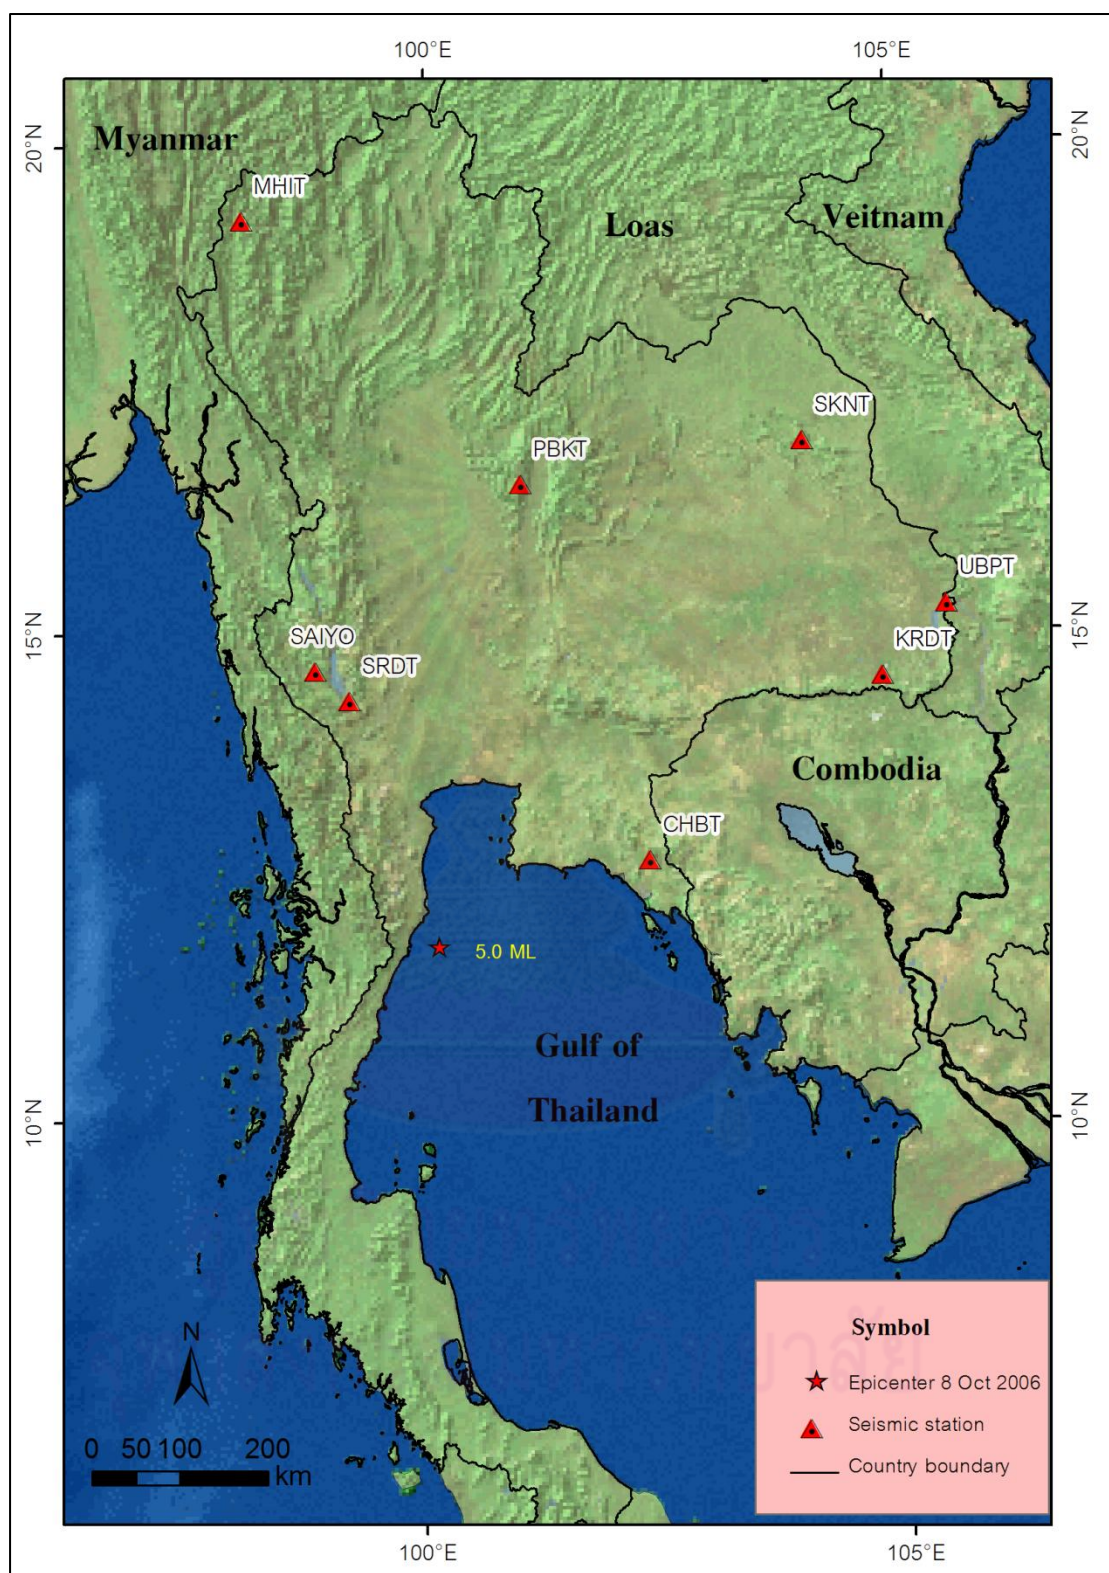 100°E
105°E
20°N
20°N
Myanmar
MHIT
Loas
Veitnam
SKNT
PBKT
UBPT
15°N
15°N
SAIYO
KRDT
SRDT
Combodia
CHBT
5.0 ML
Gulf of
Thailand
10°N
10°N
Symbol
Epicenter 8 Oct 2006
Seismic station
Country boundary
N
0 50 100 200
km
100°E
105°E